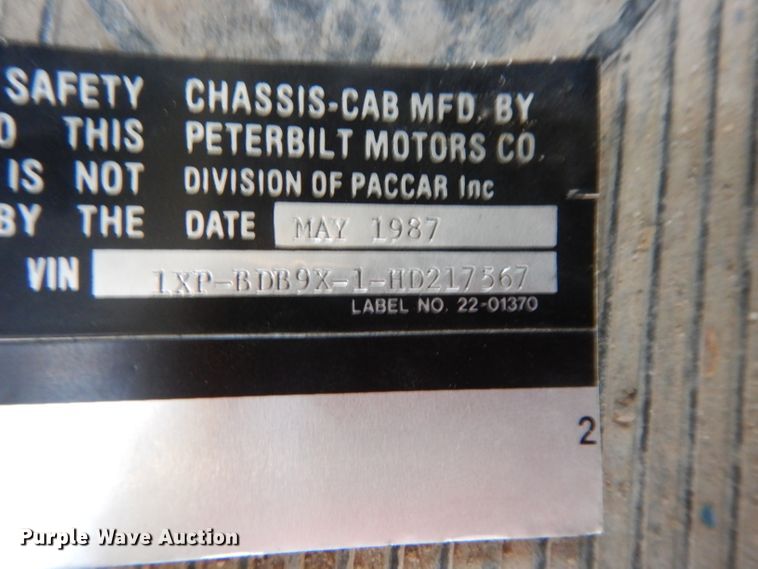 SAFETY CHASSIS-CAB MFD. BY
D THIS PETERBILT MOTORS CO.
IS NOT DIVISION OF PACCAR Inc
BY THE DATE MAY 1987
VIN 1XP-BDB9X-1-HD217567
LABEL NO. 22-01370
2
Purple Wave Auction